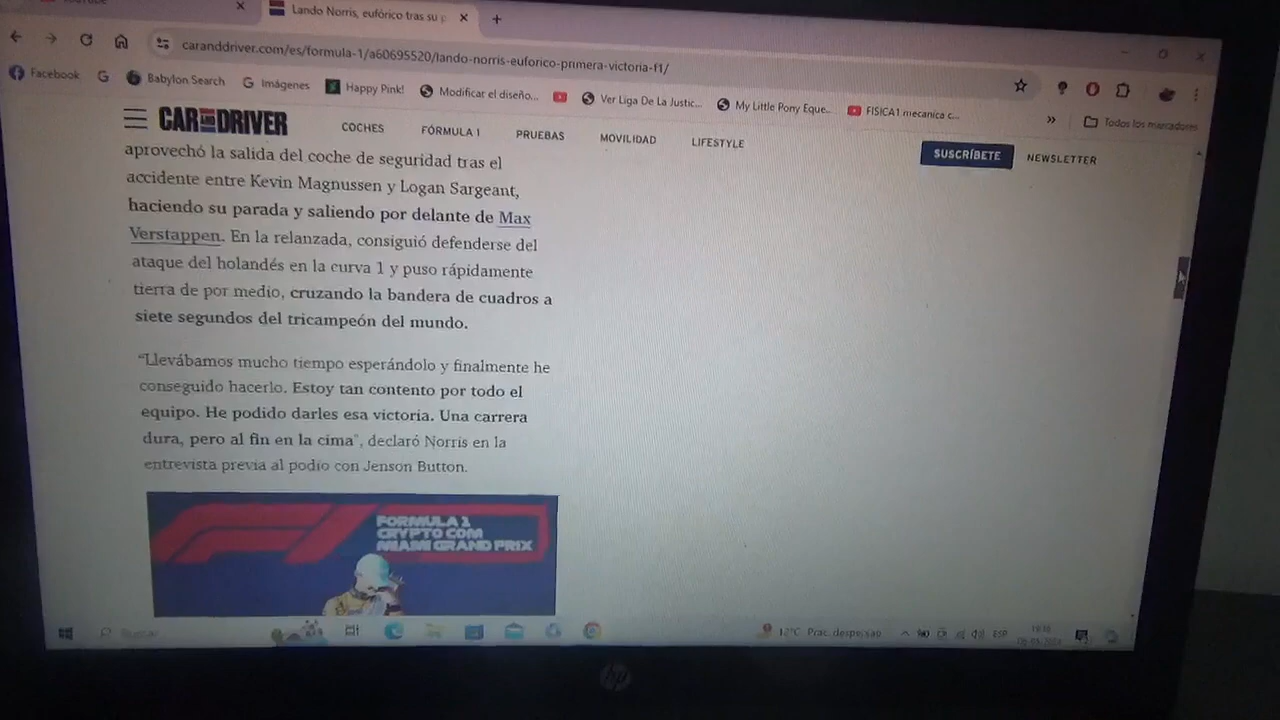 Lando Norris, eufórico tras su p
caranddriver.com/es/formula-1/a60695520/lando-norris-euforico-primera-victoria-f1/
Facebook
Babylon Search
Imágenes
Happy Pink!
Modificar el diseño...
Ver Liga De La Justic...
My Little Pony Eque...
FISICA1 mecanica c...
»
Todos los marcadores
CAR AND DRIVER
COCHES
FÓRMULA 1
PRUEBAS
MOVILIDAD
LIFESTYLE
SUSCRÍBETE
NEWSLETTER
aprovechó la salida del coche de seguridad tras el
accidente entre Kevin Magnussen y Logan Sargeant,
haciendo su parada y saliendo por delante de Max
Verstappen. En la relanzada, consiguió defenderse del
ataque del holandés en la curva 1 y puso rápidamente
tierra de por medio, cruzando la bandera de cuadros a
siete segundos del tricampeón del mundo.
“Llevábamos mucho tiempo esperándolo y finalmente he
conseguido hacerlo. Estoy tan contento por todo el
equipo. He podido darles esa victoria. Una carrera
dura, pero al fin en la cima”, declaró Norris en la
entrevista previa al podio con Jenson Button.
F1
FORMULA 1
CRYPTO COM
MIAMI GRAND PRIX
Buscar
12°C Prac. despejado
ESP
hp